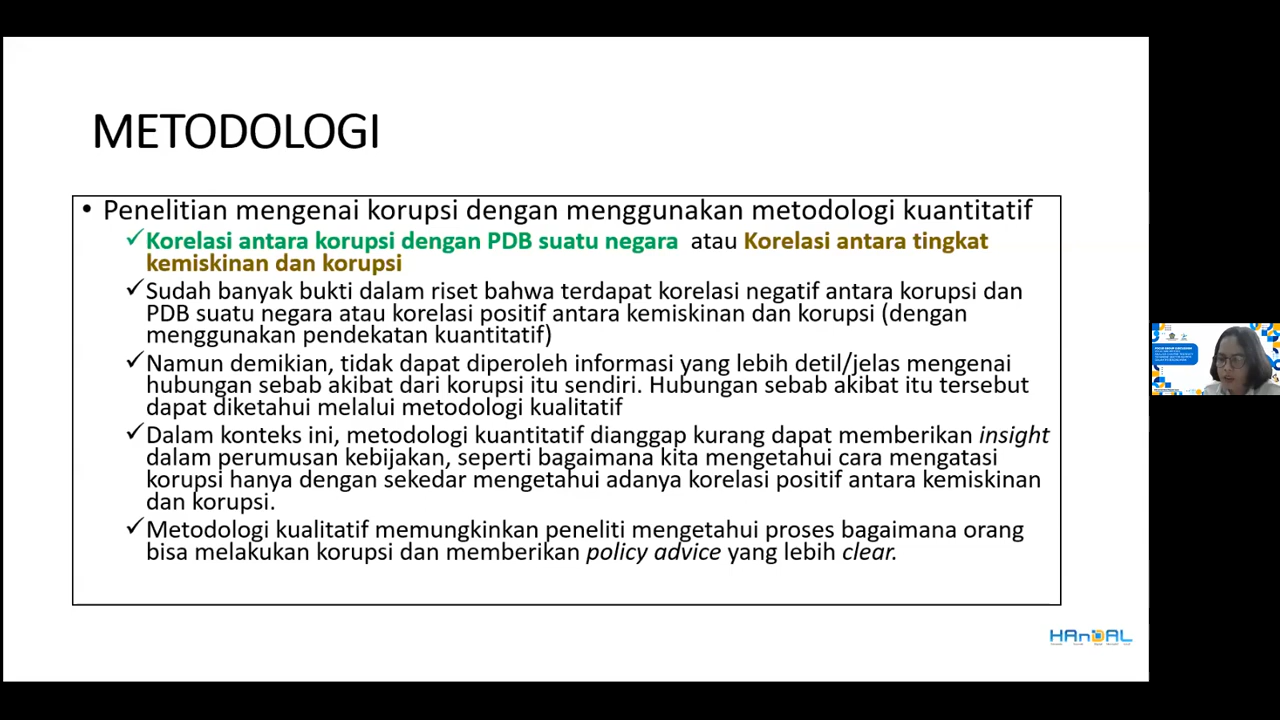 METODOLOGI
• Penelitian mengenai korupsi dengan menggunakan metodologi kuantitatif
✓Korelasi antara korupsi dengan PDB suatu negara atau Korelasi antara tingkat
kemiskinan dan korupsi
✓Sudah banyak bukti dalam riset bahwa terdapat korelasi negatif antara korupsi dan
PDB suatu negara atau korelasi positif antara kemiskinan dan korupsi (dengan
menggunakan pendekatan kuantitatif)
✓Namun demikian, tidak dapat diperoleh informasi yang lebih detil/jelas mengenai
hubungan sebab akibat dari korupsi itu sendiri. Hubungan sebab akibat itu tersebut
dapat diketahui melalui metodologi kualitatif
✓Dalam konteks ini, metodologi kuantitatif dianggap kurang dapat memberikan insight
dalam perumusan kebijakan, seperti bagaimana kita mengetahui cara mengatasi
korupsi hanya dengan sekedar mengetahui adanya korelasi positif antara kemiskinan
dan korupsi.
✓Metodologi kualitatif memungkinkan peneliti mengetahui proses bagaimana orang
bisa melakukan korupsi dan memberikan policy advice yang lebih clear.
HAnDAL